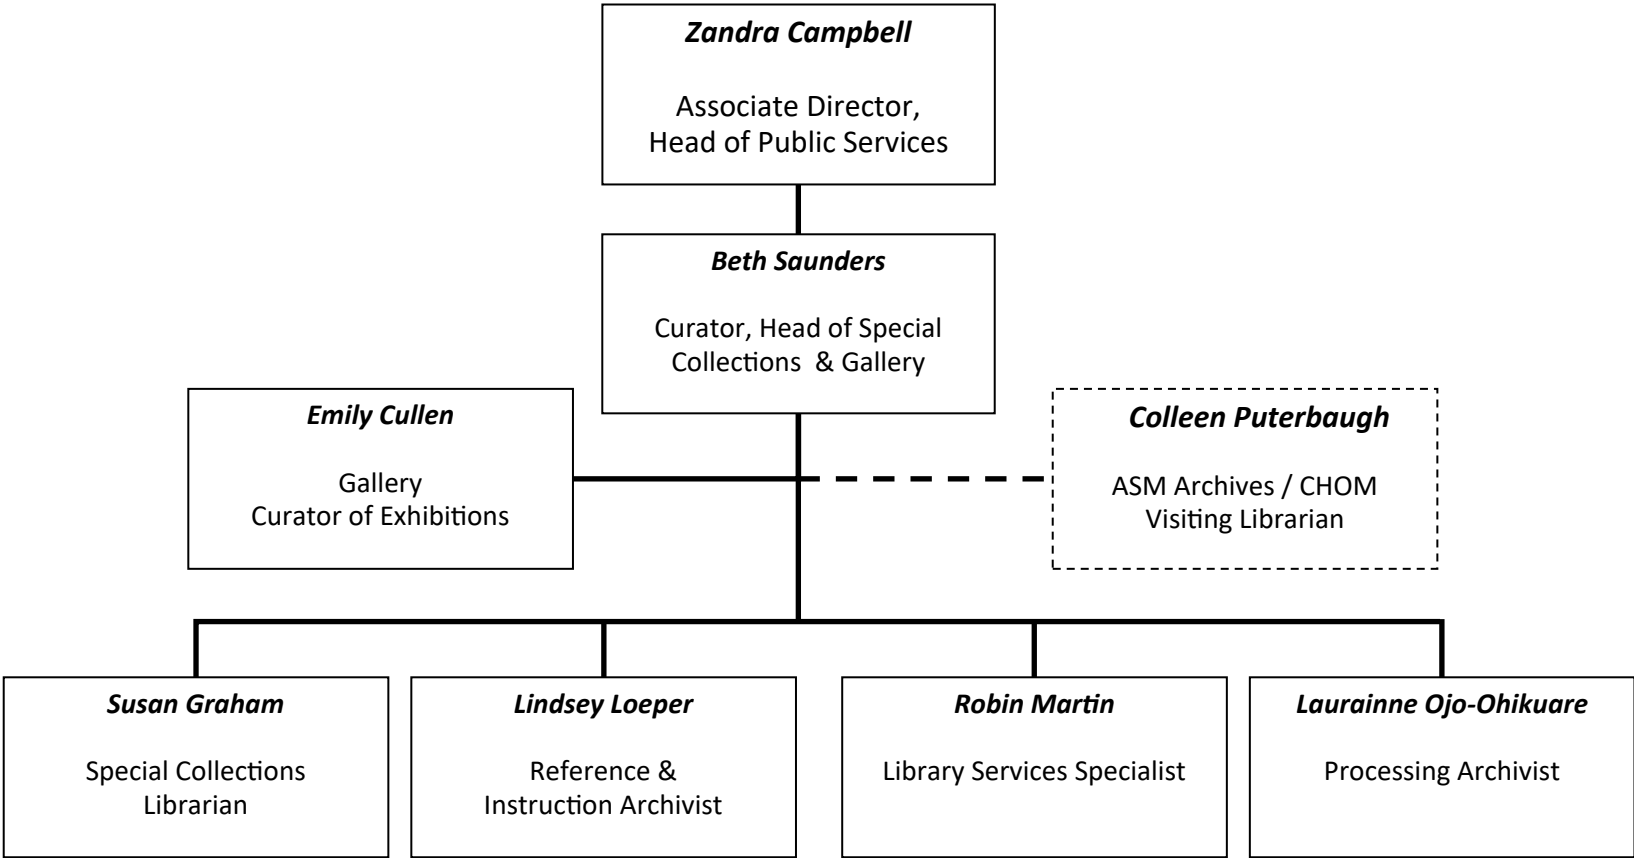 Zandra Campbell
Associate Director,
Head of Public Services
Beth Saunders
Curator, Head of Special
Collections & Gallery
Emily Cullen
Gallery
Curator of Exhibitions
Colleen Puterbaugh
ASM Archives / CHOM
Visiting Librarian
Susan Graham
Special Collections
Librarian
Lindsey Loeper
Reference &
Instruction Archivist
Robin Martin
Library Services Specialist
Laurainne Ojo-Ohikuare
Processing Archivist